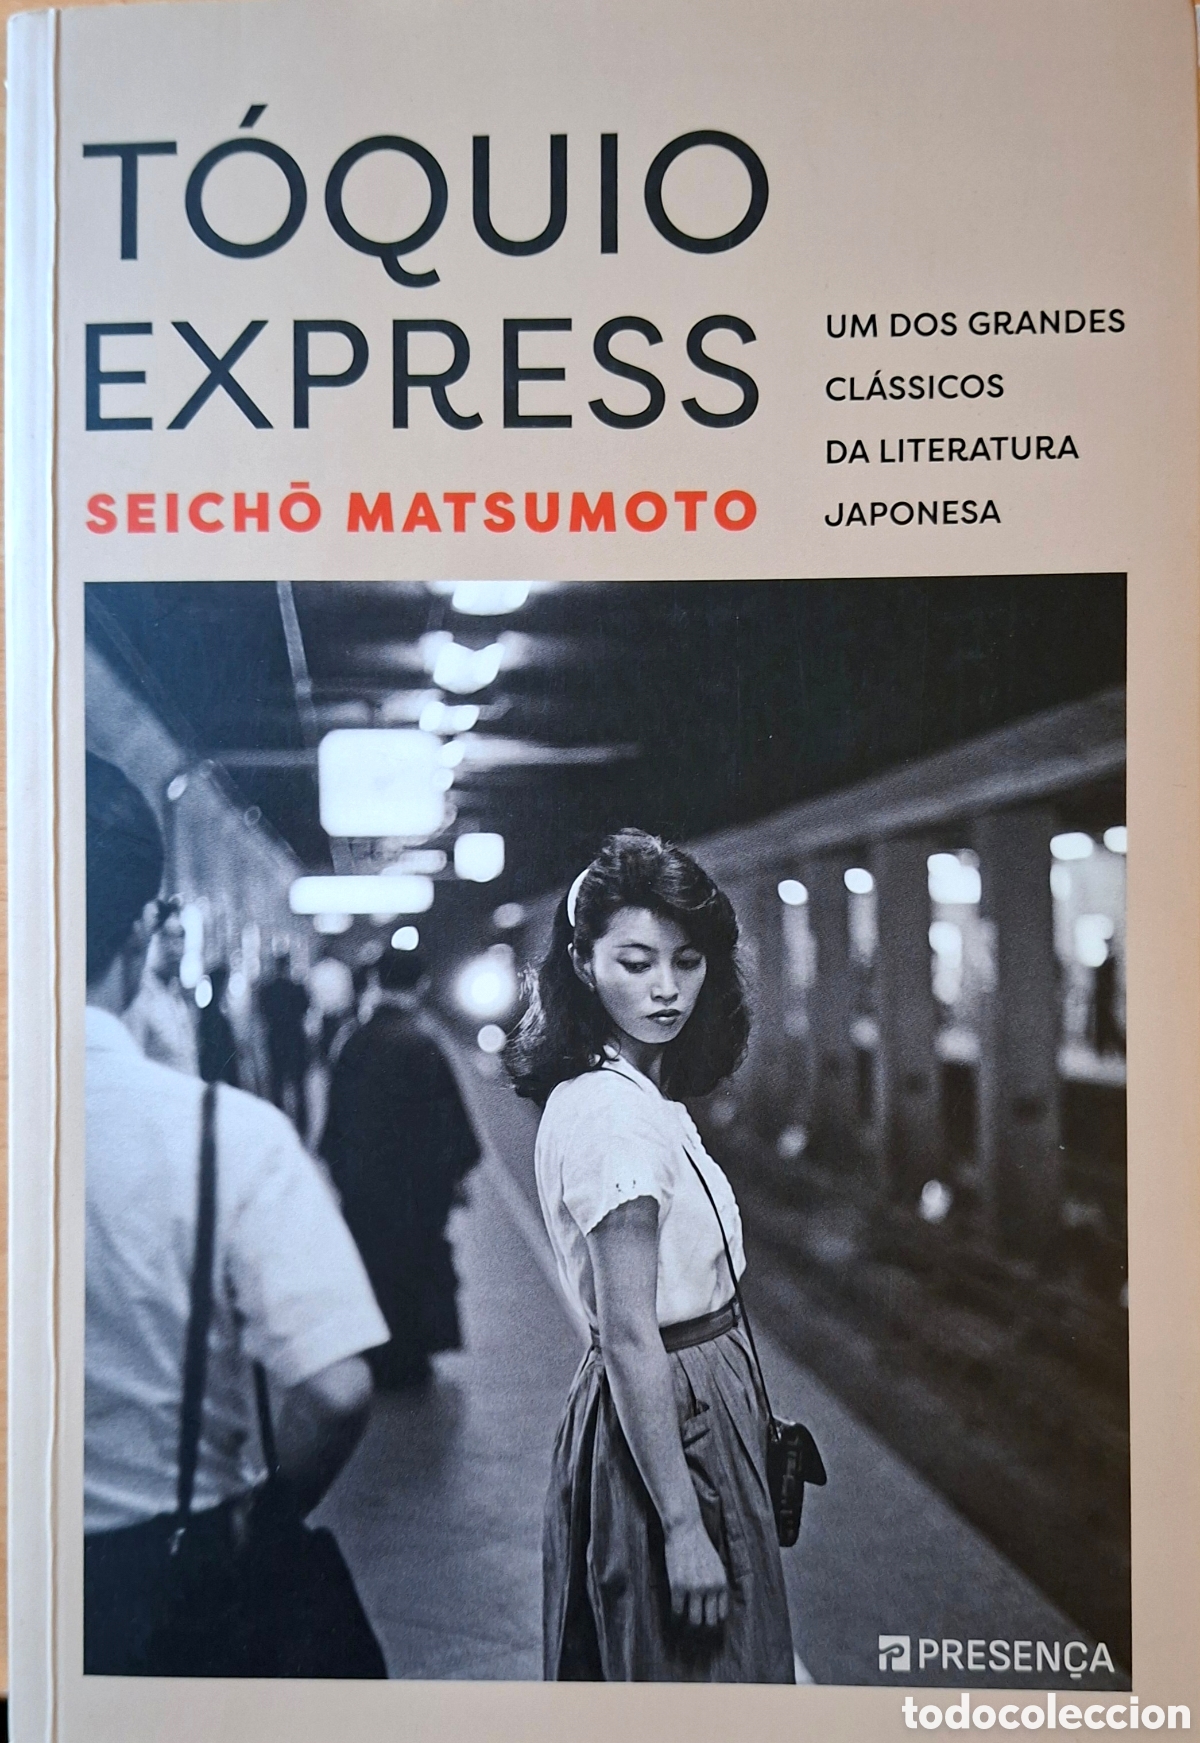 TÓQUIO
EXPRESS
SEICHŌ MATSUMOTO
UM DOS GRANDES
CLÁSSICOS
DA LITERATURA
JAPONESA
PRESENÇA
todocoleccion